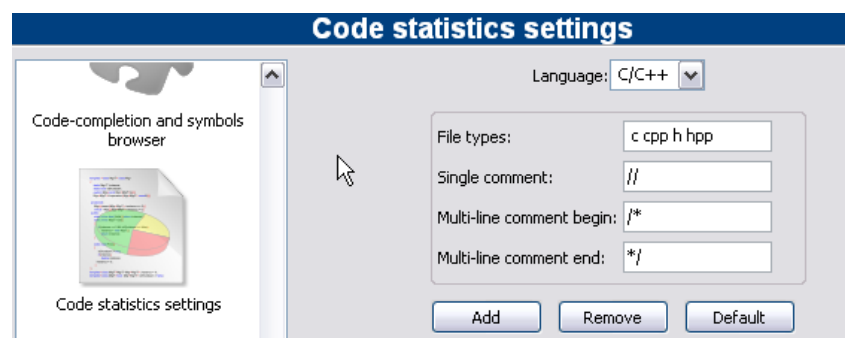 Code statistics settings
Code-completion and symbols
browser
Code statistics settings
Language: C/C++
File types: c cpp h hpp
Single comment: //
Multi-line comment begin: /*
Multi-line comment end: */
Add Remove Default